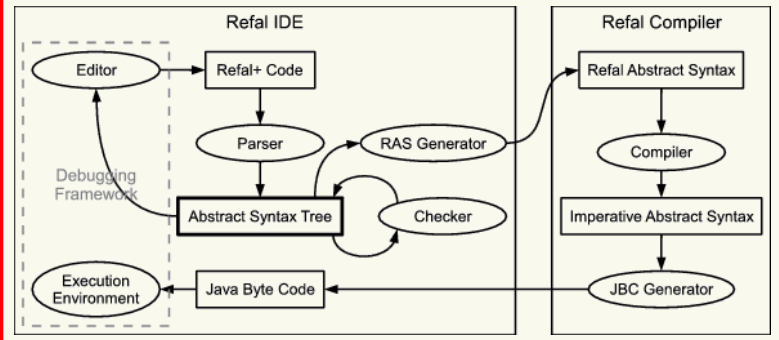 Refal IDE
Refal Compiler
Editor
Refal+ Code
Refal Abstract Syntax
Parser
RAS Generator
Compiler
Debugging
Framework
Abstract Syntax Tree
Checker
Imperative Abstract Syntax
Execution
Environment
Java Byte Code
JBC Generator